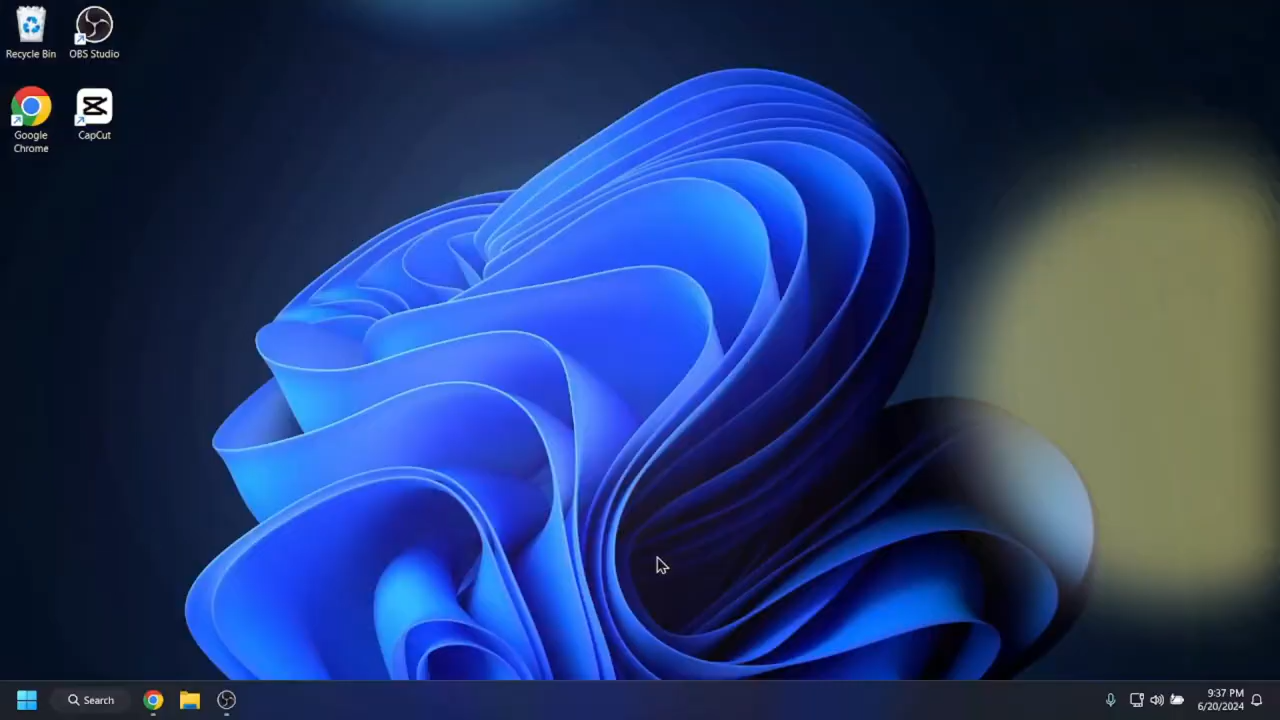 Recycle Bin
OBS Studio
Google
Chrome
CapCut
Search
9:37 PM
6/20/2024